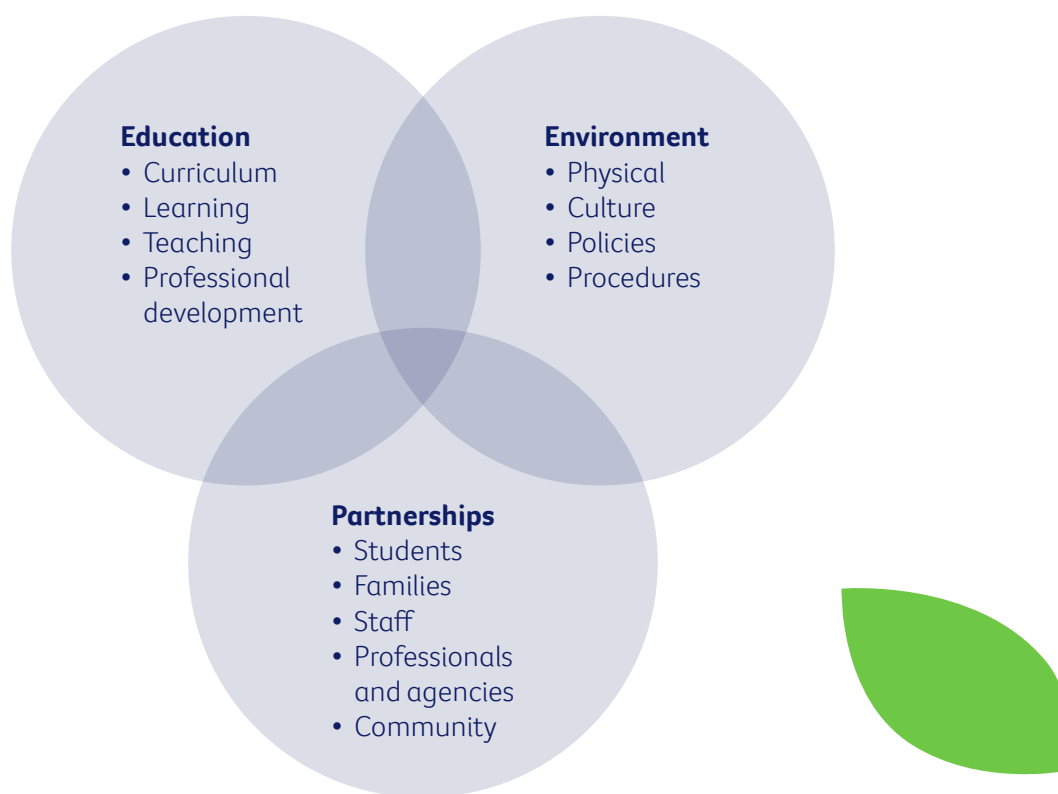 Education
• Curriculum
• Learning
• Teaching
• Professional
development
Environment
• Physical
• Culture
• Policies
• Procedures
Partnerships
• Students
• Families
• Staff
• Professionals
and agencies
• Community